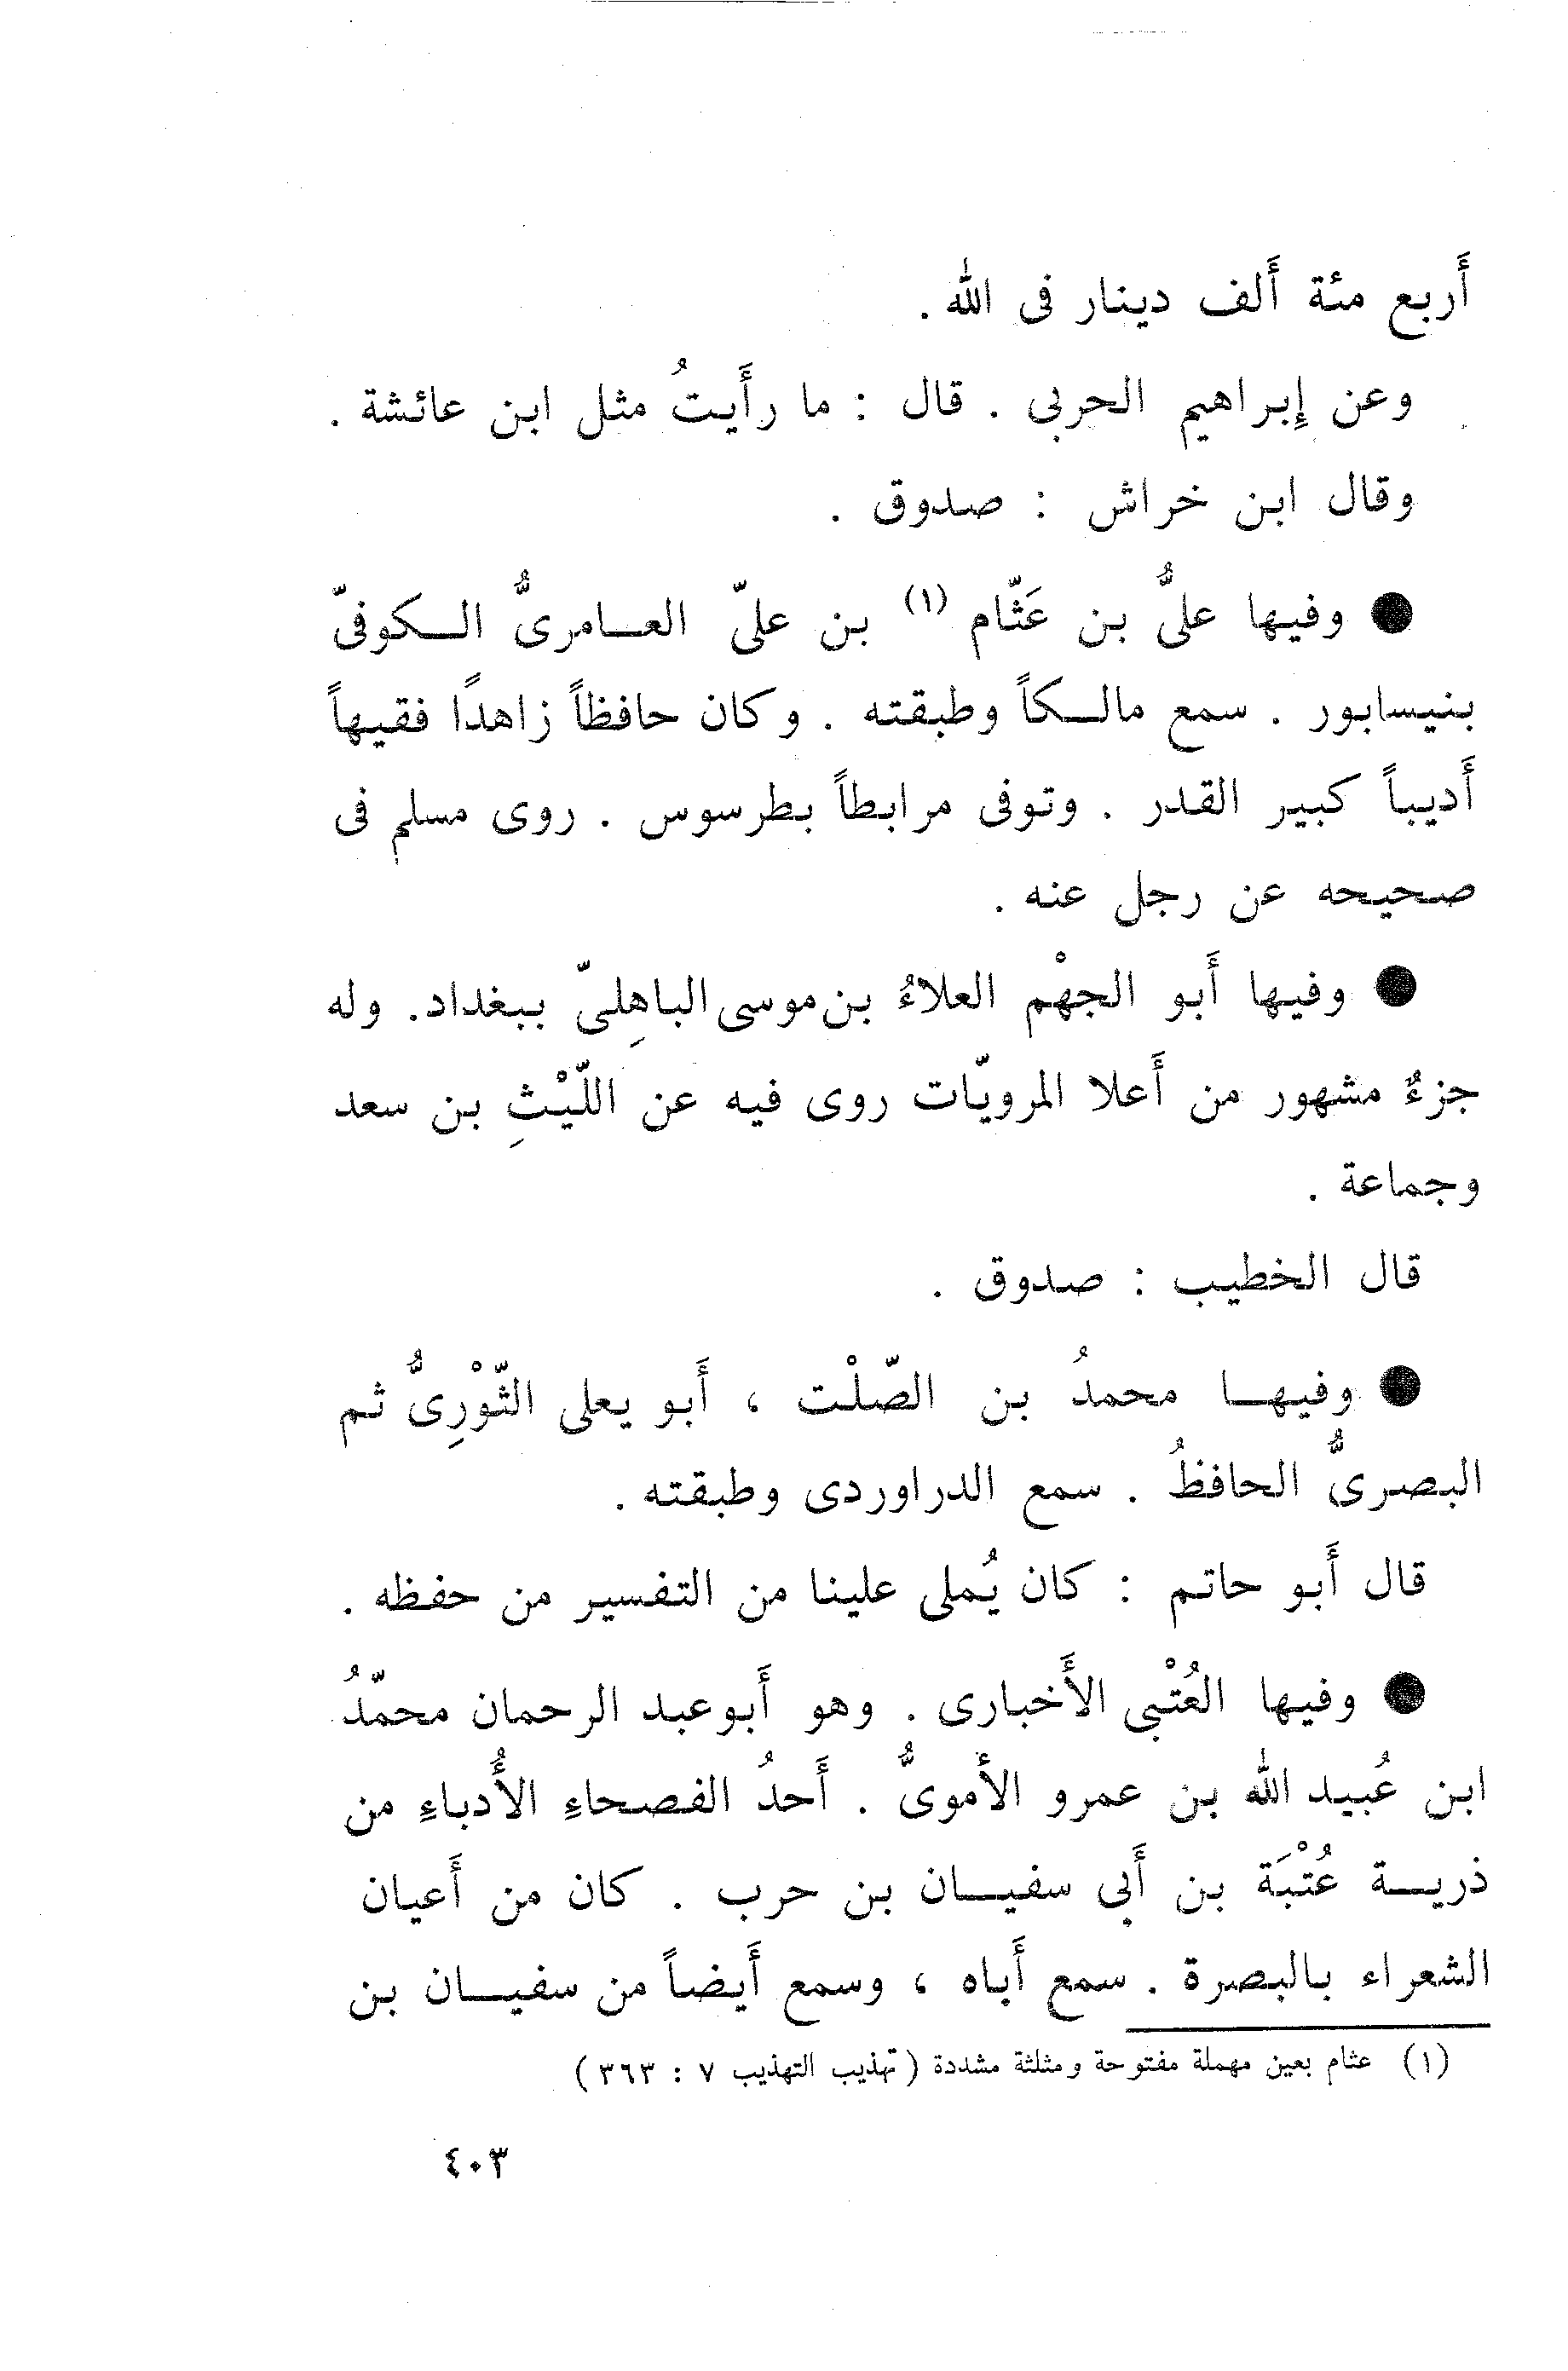 أَربع مئة أَلف دينار فى الله .
وعن إِبراهيم الحربى . قال : ما رأَيتُ مثل ابن عائشة .
وقال ابن خراش : صدوق .
● وفيها علىُّ بن عَثّام (١) بن علىّ العـامرىُّ الـكوفىّ
بنيسابور . سمع مالـكاً وطبقته . وكان حافظاً زاهدًا فقيهاً
أَديباً كبير القدر . وتوفى مرابطاً بطرسوس . روى مسلم فى
صحيحه عن رجل عنه .
● وفيها أَبو الجهْم العلاءُ بن موسى الباهِلىّ ببغداد. وله
جزءٌ مشهور من أَعلا المرويّات روى فيه عن اللّيْثِ بن سعد
وجماعة .
قال الخطيب : صدوق .
● وفيهـا محمدُ بن الصّلْت ، أَبو يعلى الثّوْرِىُّ ثم
البصرىُّ الحافظُ . سمع الدراوردى وطبقته .
قال أَبو حاتم : كان يُملى علينا من التفسير من حفظه .
● وفيها العُتْبى الأَخبارى . وهو أَبوعبد الرحمان محمّدُ
ابن عُبيد الله بن عمرو الأموىُّ . أَحدُ الفصحاءِ الأُدباءِ من
ذريـة عُتْبَة بن أَبى سفيـان بن حرب . كان من أَعيان
الشعراء بالبصرة . سمع أَباه ، وسمع أَيضاً من سفيـان بن
(١) عثام بعين مهملة مفتوحة ومثلثة مشددة ( تهذيب التهذيب ٧ : ٣٦٣ )
٤٠٣